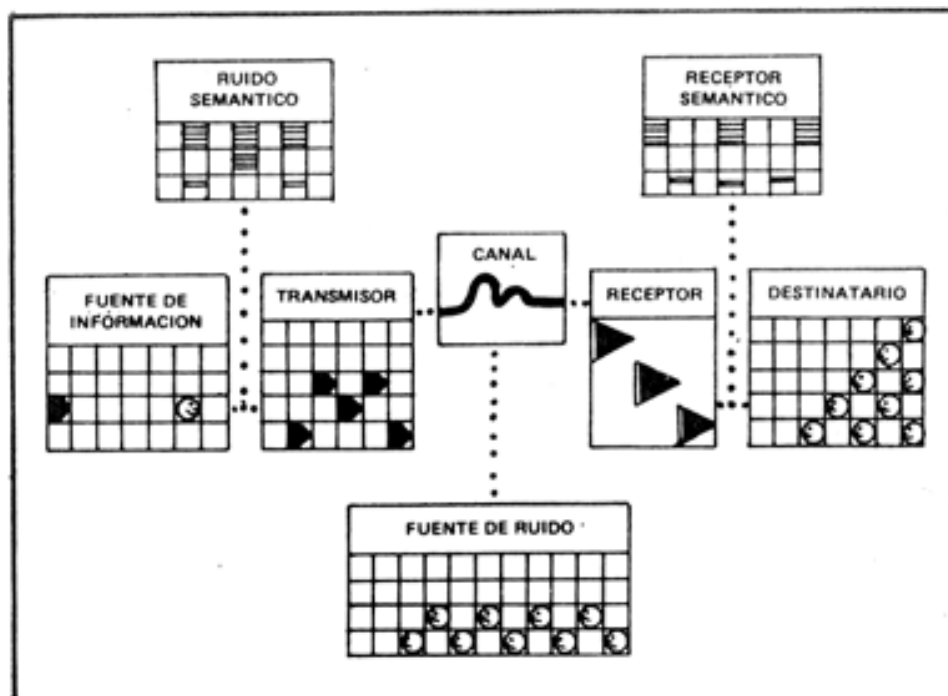 RUIDO
SEMANTICO
RECEPTOR
SEMANTICO
CANAL
FUENTE DE
INFORMACION
TRANSMISOR
RECEPTOR
DESTINATARIO
FUENTE DE RUIDO